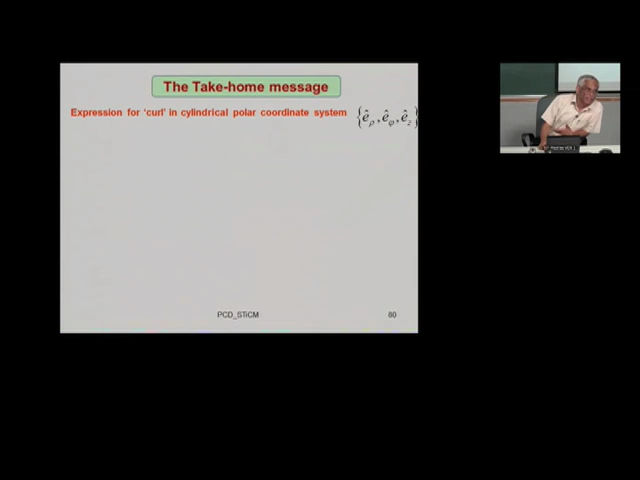 The Take-home message
Expression for ‘curl’ in cylindrical polar coordinate system {ê_ρ, ê_φ, ê_z}
PCD_STiCM 80